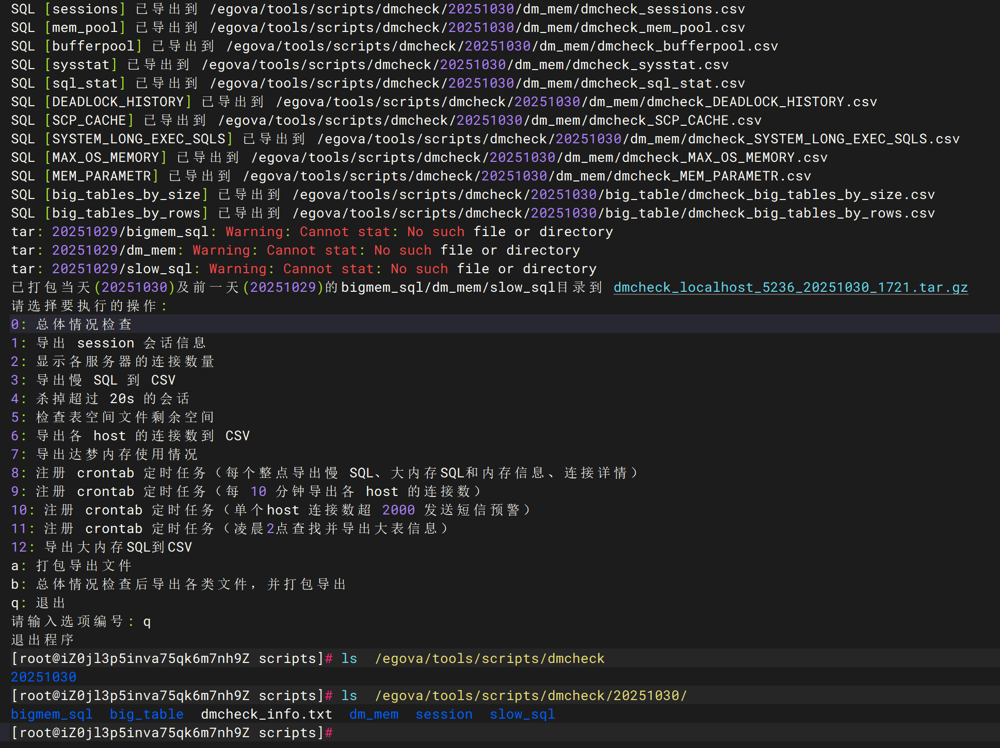 SQL [sessions] 已导出到 /egova/tools/scripts/dmcheck/20251030/dm_mem/dmcheck_sessions.csv
SQL [mem_pool] 已导出到 /egova/tools/scripts/dmcheck/20251030/dm_mem/dmcheck_mem_pool.csv
SQL [bufferpool] 已导出到 /egova/tools/scripts/dmcheck/20251030/dm_mem/dmcheck_bufferpool.csv
SQL [sysstat] 已导出到 /egova/tools/scripts/dmcheck/20251030/dm_mem/dmcheck_sysstat.csv
SQL [sql_stat] 已导出到 /egova/tools/scripts/dmcheck/20251030/dm_mem/dmcheck_sql_stat.csv
SQL [DEADLOCK_HISTORY] 已导出到 /egova/tools/scripts/dmcheck/20251030/dm_mem/dmcheck_DEADLOCK_HISTORY.csv
SQL [SCP_CACHE] 已导出到 /egova/tools/scripts/dmcheck/20251030/dm_mem/dmcheck_SCP_CACHE.csv
SQL [SYSTEM_LONG_EXEC_SQLS] 已导出到 /egova/tools/scripts/dmcheck/20251030/dm_mem/dmcheck_SYSTEM_LONG_EXEC_SQLS.csv
SQL [MAX_OS_MEMORY] 已导出到 /egova/tools/scripts/dmcheck/20251030/dm_mem/dmcheck_MAX_OS_MEMORY.csv
SQL [MEM_PARAMETR] 已导出到 /egova/tools/scripts/dmcheck/20251030/dm_mem/dmcheck_MEM_PARAMETR.csv
SQL [big_tables_by_size] 已导出到 /egova/tools/scripts/dmcheck/20251030/big_table/dmcheck_big_tables_by_size.csv
SQL [big_tables_by_rows] 已导出到 /egova/tools/scripts/dmcheck/20251030/big_table/dmcheck_big_tables_by_rows.csv
tar: 20251029/bigmem_sql: Warning: Cannot stat: No such file or directory
tar: 20251029/dm_mem: Warning: Cannot stat: No such file or directory
tar: 20251029/slow_sql: Warning: Cannot stat: No such file or directory
已打包当天(20251030)及前一天(20251029)的bigmem_sql/dm_mem/slow_sql目录到 dmcheck_localhost_5236_20251030_1721.tar.gz
请选择要执行的操作:
0: 总体情况检查
1: 导出 session 会话信息
2: 显示各服务器的连接数量
3: 导出慢 SQL 到 CSV
4: 杀掉超过 20s 的会话
5: 检查表空间文件剩余空间
6: 导出各 host 的连接数到 CSV
7: 导出达梦内存使用情况
8: 注册 crontab 定时任务（每个整点导出慢 SQL、大内存SQL和内存信息、连接详情）
9: 注册 crontab 定时任务（每 10 分钟导出各 host 的连接数）
10: 注册 crontab 定时任务（单个host 连接数超 2000 发送短信预警）
11: 注册 crontab 定时任务（凌晨2点查找并导出大表信息）
12: 导出大内存SQL到CSV
a: 打包导出文件
b: 总体情况检查后导出各类文件，并打包导出
q: 退出
请输入选项编号: q
退出程序
[root@iZ0jl3p5inva75qk6m7nh9Z scripts]# ls  /egova/tools/scripts/dmcheck
20251030
[root@iZ0jl3p5inva75qk6m7nh9Z scripts]# ls  /egova/tools/scripts/dmcheck/20251030/
bigmem_sql  big_table  dmcheck_info.txt  dm_mem  session  slow_sql
[root@iZ0jl3p5inva75qk6m7nh9Z scripts]#